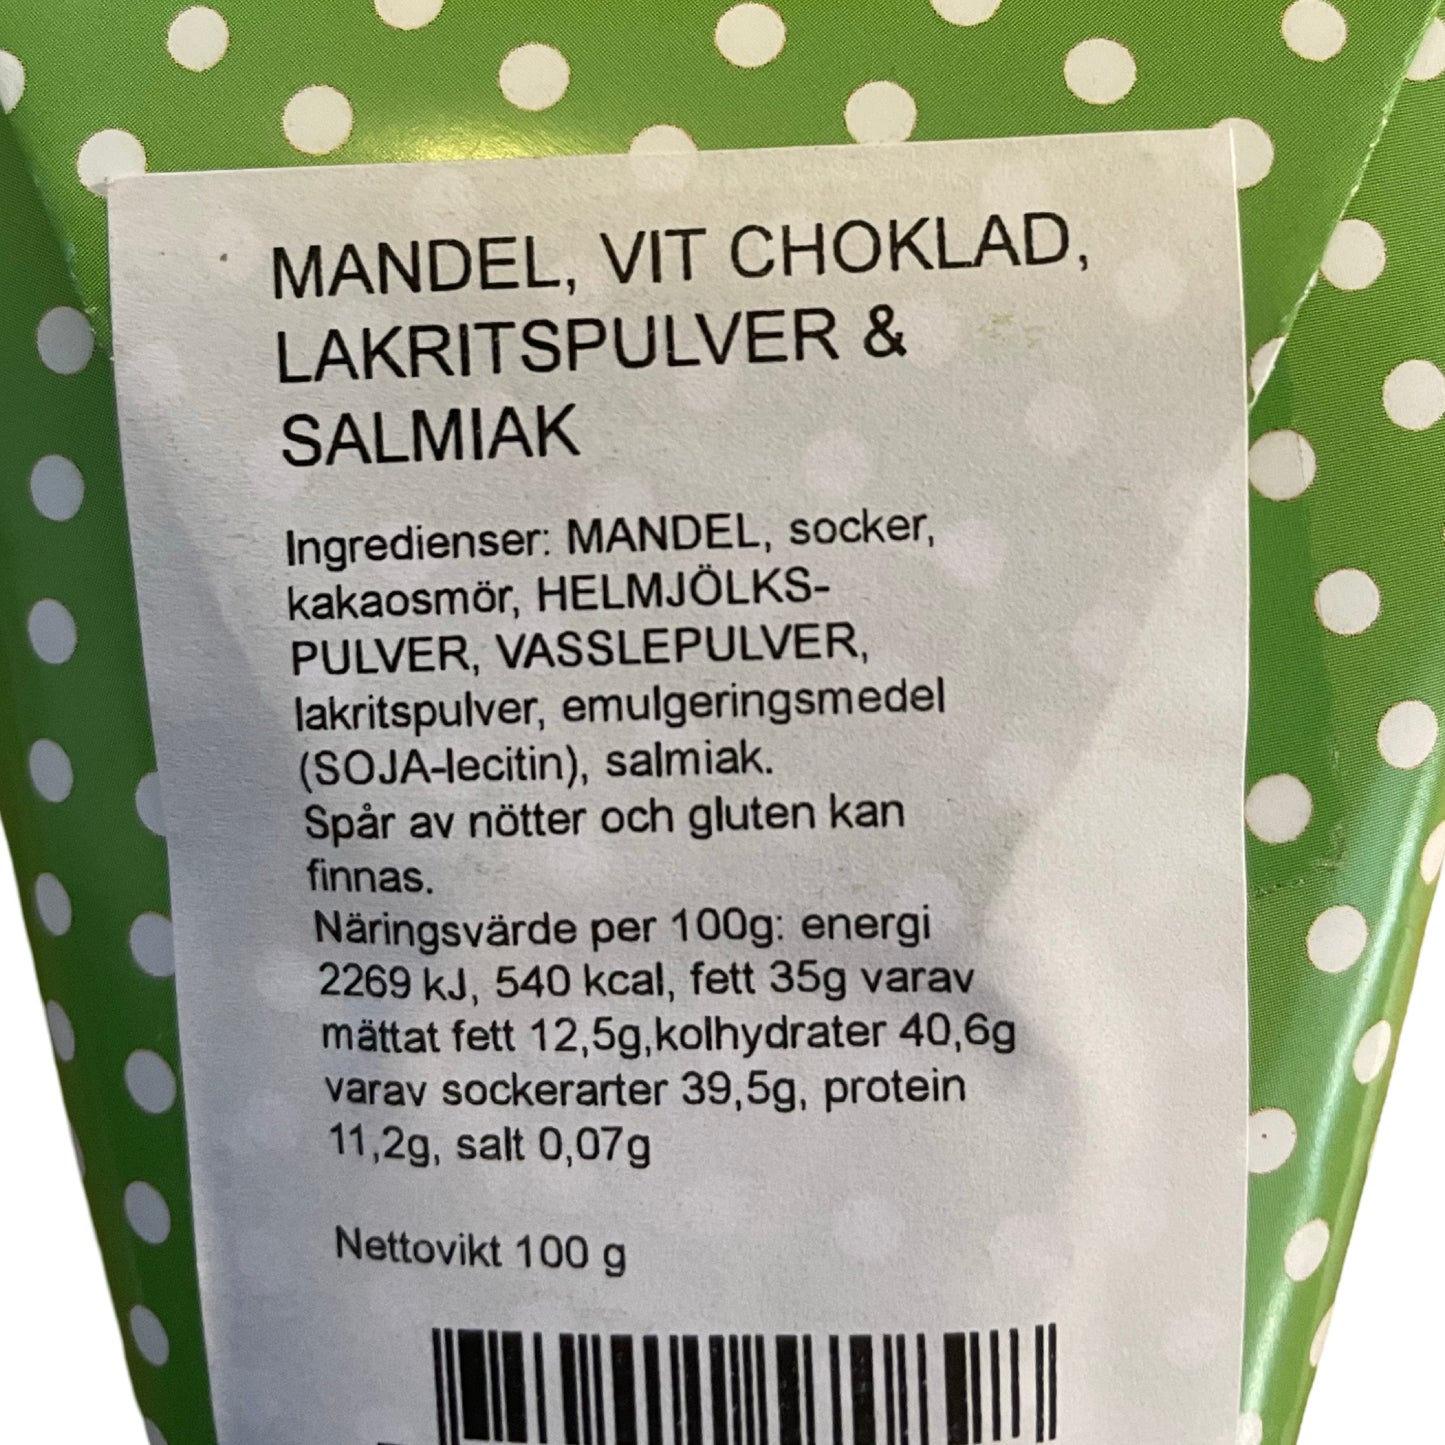 MANDEL, VIT CHOKLAD,
LAKRITSPULVER &
SALMIAK
Ingredienser: MANDEL, socker,
kakaosmör, HELMJÖLKS-
PULVER, VASSLEPULVER,
lakritspulver, emulgeringsmedel
(SOJA-lecitin), salmiak.
Spår av nötter och gluten kan
finnas.
Näringsvärde per 100g: energi
2269 kJ, 540 kcal, fett 35g varav
mättat fett 12,5g,kolhydrater 40,6g
varav sockerarter 39,5g, protein
11,2g, salt 0,07g
Nettovikt 100 g